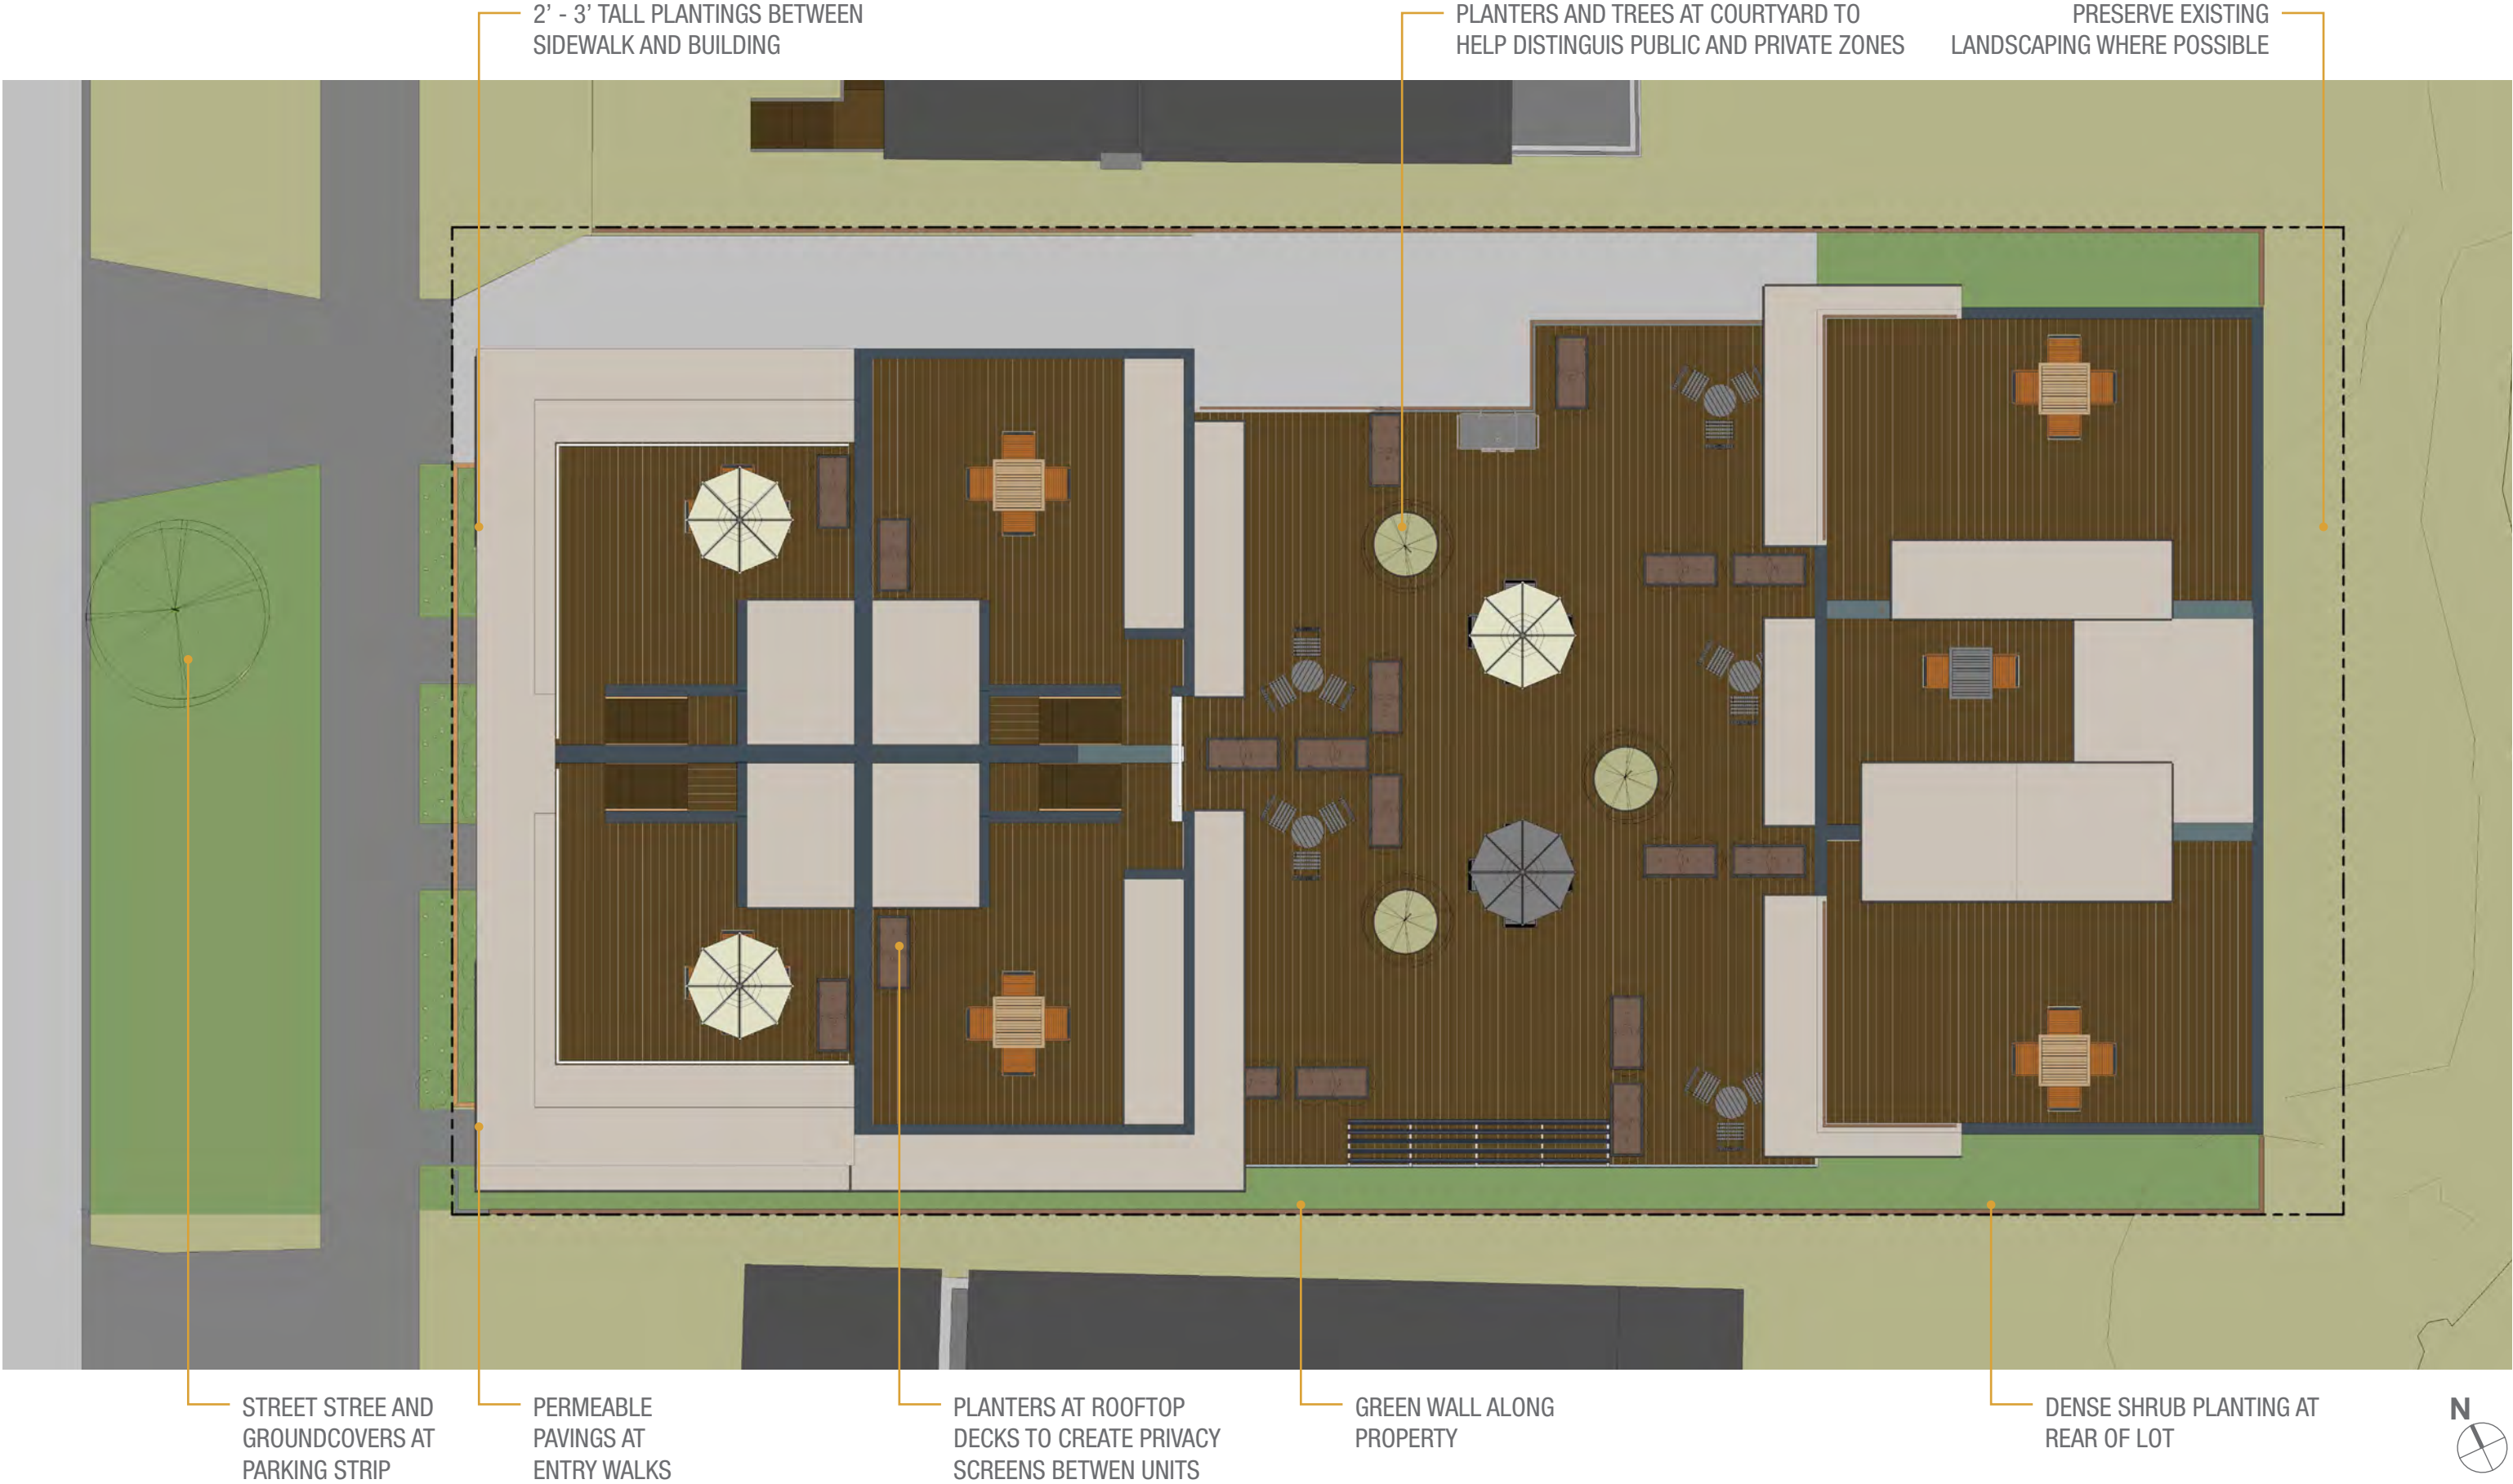 2’ - 3’ TALL PLANTINGS BETWEEN
SIDEWALK AND BUILDING
PLANTERS AND TREES AT COURTYARD TO
HELP DISTINGUIS PUBLIC AND PRIVATE ZONES
PRESERVE EXISTING
LANDSCAPING WHERE POSSIBLE
STREET STREE AND
GROUNDCOVERS AT
PARKING STRIP
PERMEABLE
PAVINGS AT
ENTRY WALKS
PLANTERS AT ROOFTOP
DECKS TO CREATE PRIVACY
SCREENS BETWEN UNITS
GREEN WALL ALONG
PROPERTY
DENSE SHRUB PLANTING AT
REAR OF LOT
N